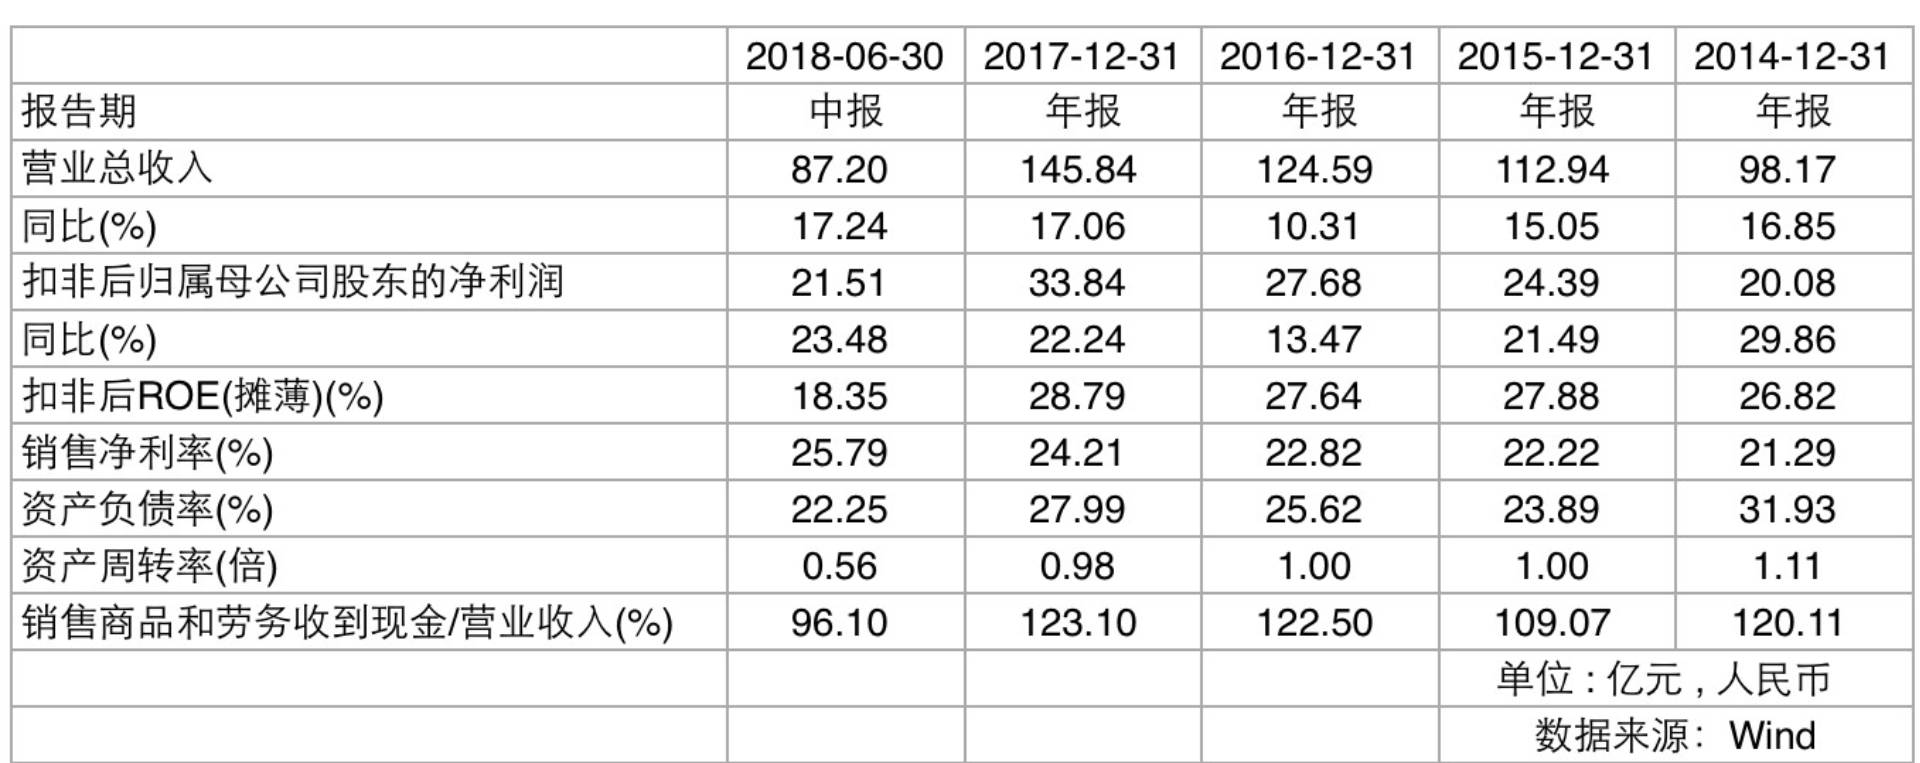 2018-06-30 2017-12-31 2016-12-31 2015-12-31 2014-12-31
报告期 中报 年报 年报 年报 年报
营业总收入 87.20 145.84 124.59 112.94 98.17
同比(%) 17.24 17.06 10.31 15.05 16.85
扣非后归属母公司股东的净利润 21.51 33.84 27.68 24.39 20.08
同比(%) 23.48 22.24 13.47 21.49 29.86
扣非后ROE(摊薄)(%) 18.35 28.79 27.64 27.88 26.82
销售净利率(%) 25.79 24.21 22.82 22.22 21.29
资产负债率(%) 22.25 27.99 25.62 23.89 31.93
资产周转率(倍) 0.56 0.98 1.00 1.00 1.11
销售商品和劳务收到现金/营业收入(%) 96.10 123.10 122.50 109.07 120.11
单位:亿元,人民币
数据来源：Wind